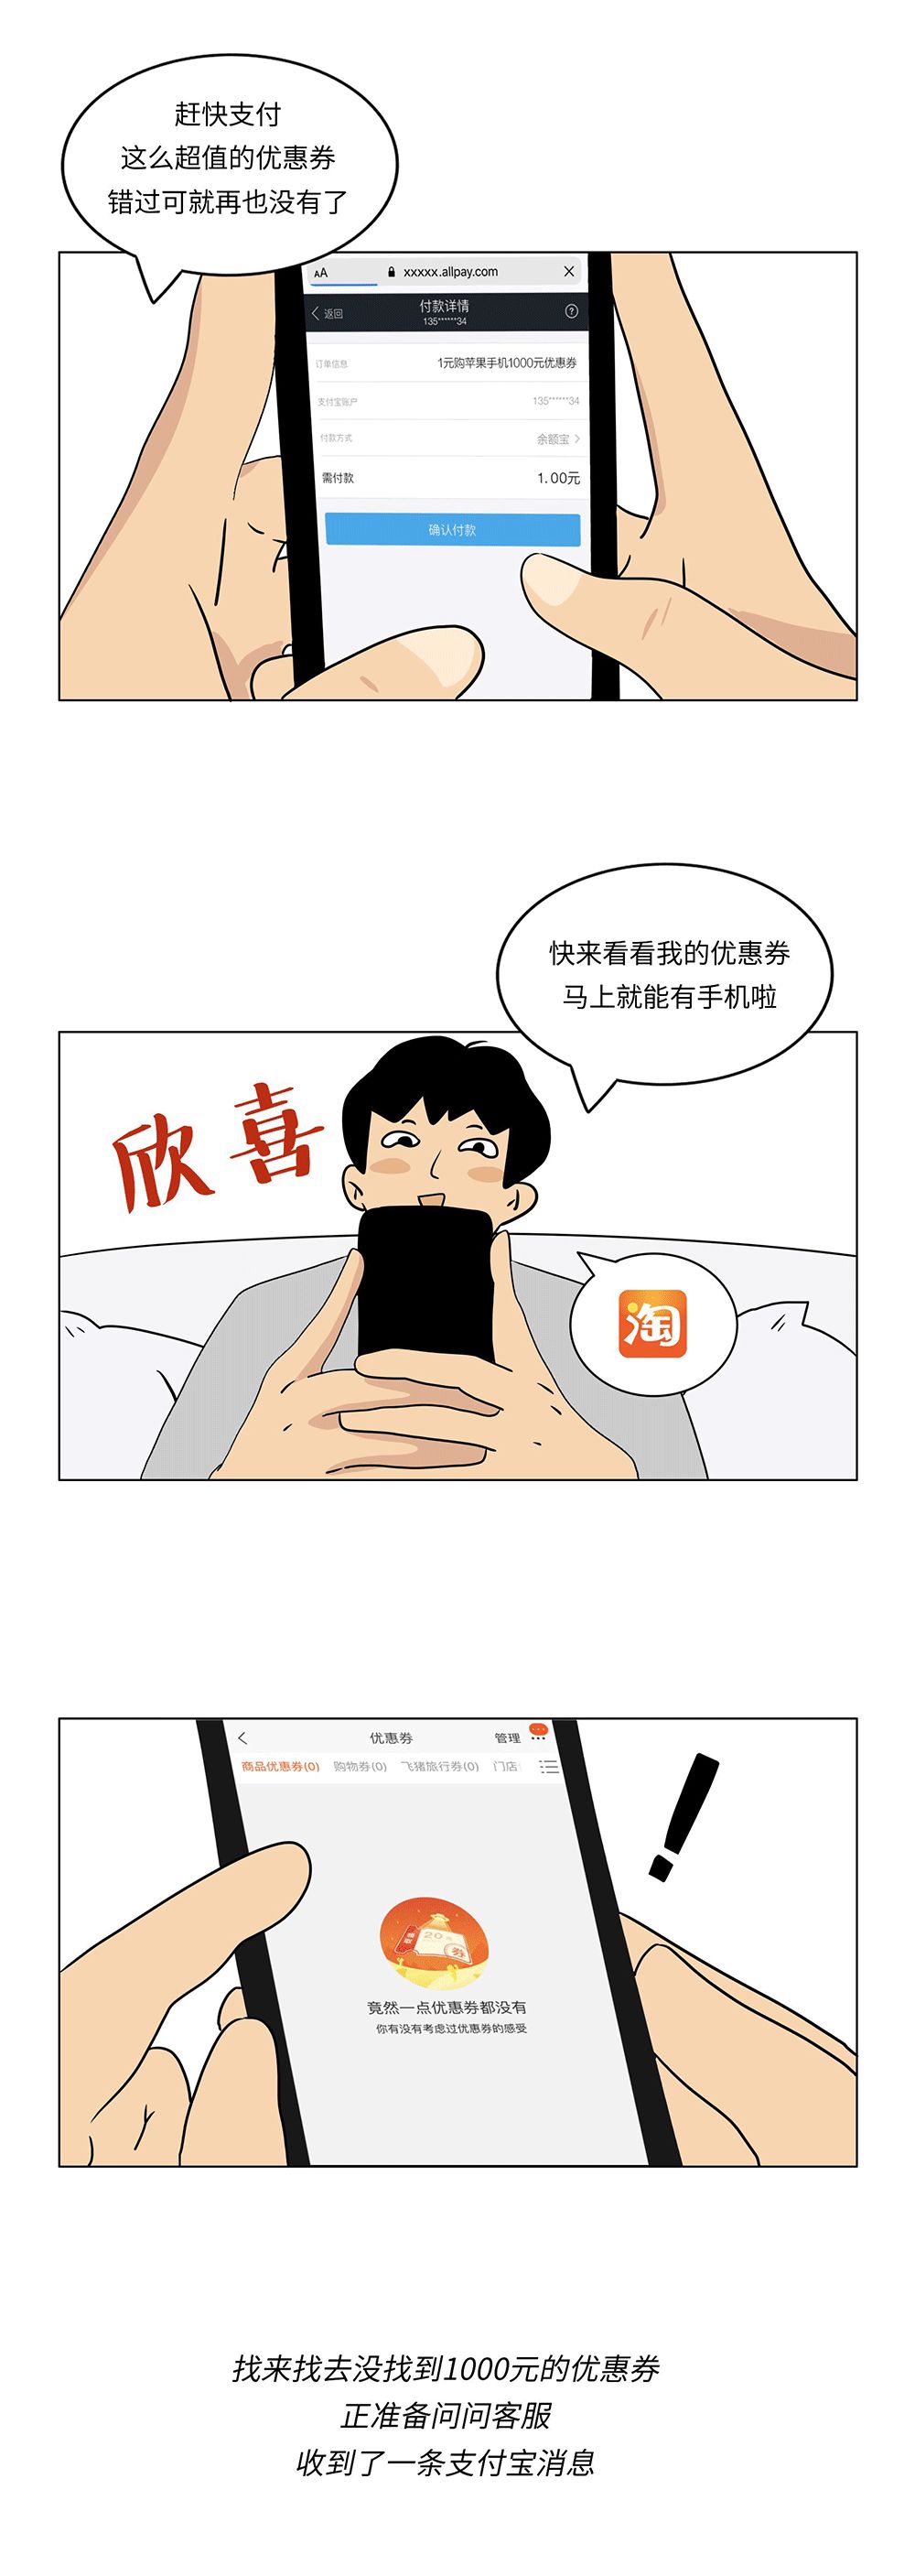 赶快支付
这么超值的优惠券
错过可就再也没有了
AA xxxxx.allpay.com ×
返回 付款详情 ?
135******34
订单信息 1元购苹果手机1000元优惠券
支付宝账户 135******34
付款方式 余额宝
需付款 1.00元
确认付款
快来看看我的优惠券
马上就能有手机啦
欣喜
淘
优惠券 管理
商品优惠券(0) 购物券(0) 飞猪旅行券(0) 门店
20元 券
竟然一点优惠券都没有
你有没有考虑过优惠券的感受
!
找来找去没找到1000元的优惠券
正准备问问客服
收到了一条支付宝消息